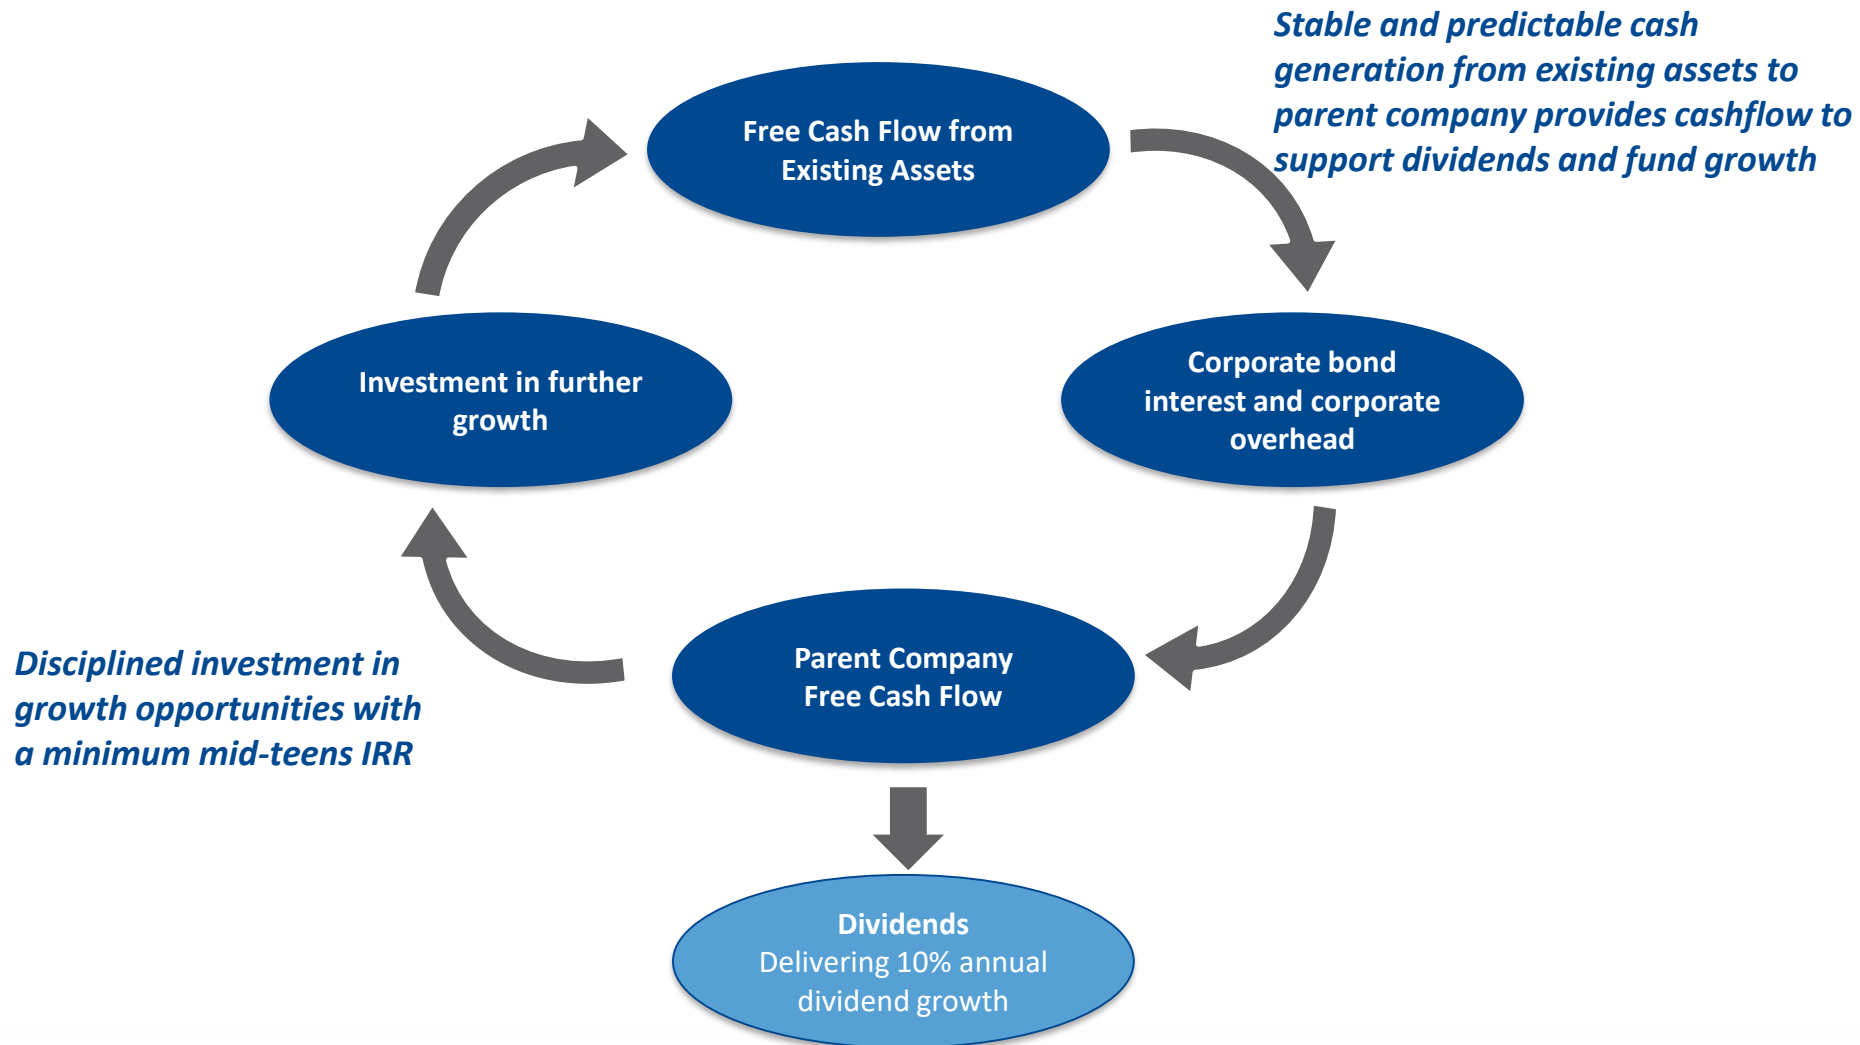 Stable and predictable cash
generation from existing assets to
parent company provides cashflow to
support dividends and fund growth
Free Cash Flow from
Existing Assets
Investment in further
growth
Corporate bond
interest and corporate
overhead
Disciplined investment in
growth opportunities with
a minimum mid-teens IRR
Parent Company
Free Cash Flow
Dividends
Delivering 10% annual
dividend growth